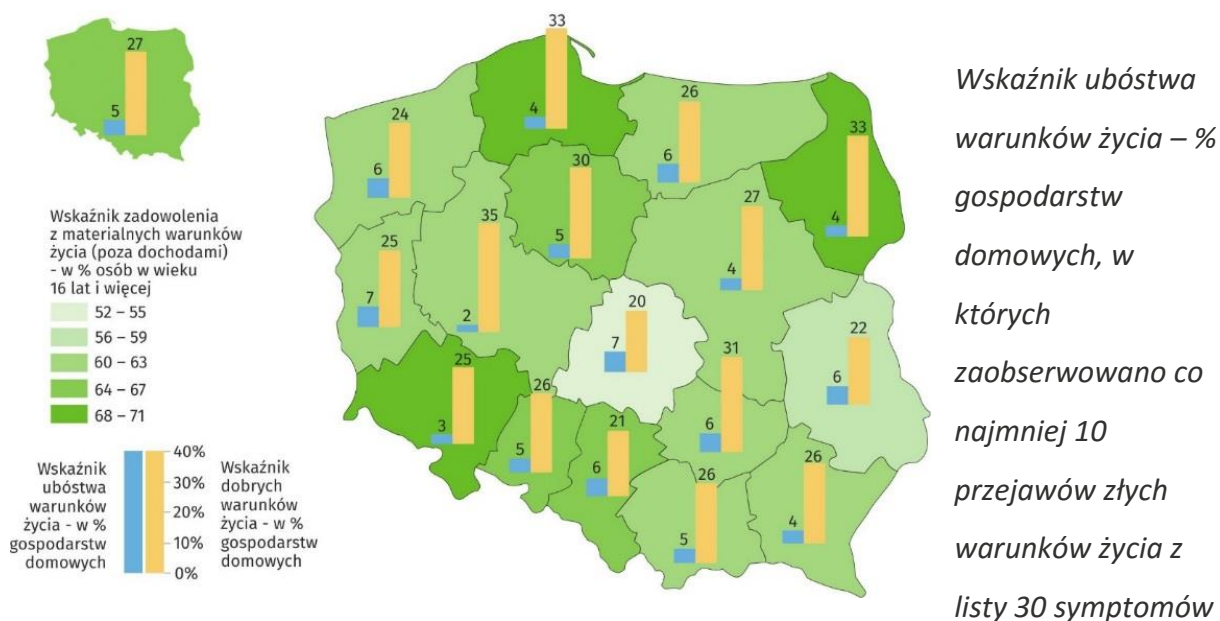 27
5
Wskaźnik zadowolenia
z materialnych warunków
życia (poza dochodami)
- w % osób w wieku
16 lat i więcej
52 – 55
56 – 59
60 – 63
64 – 67
68 – 71
Wskaźnik
ubóstwa
warunków
życia - w %
gospodarstw
domowych
40%
30%
20%
10%
0%
Wskaźnik
dobrych
warunków
życia - w %
gospodarstw
domowych
24
6
33
4
26
6
33
4
25
7
35
2
30
5
27
4
20
7
22
6
25
3
26
5
21
6
31
6
26
5
26
4
Wskaźnik ubóstwa
warunków życia – %
gospodarstw
domowych, w
których
zaobserwowano co
najmniej 10
przejawów złych
warunków życia z
listy 30 symptomów